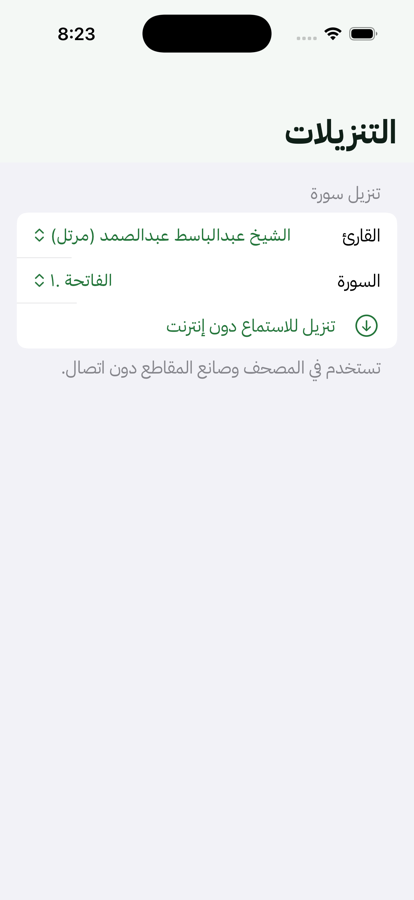 8:23
التنزيلات
تنزيل سورة
القارئ الشيخ عبدالباسط عبدالصمد (مرتل)
السورة الفاتحة .١
تنزيل للاستماع دون إنترنت
تستخدم في المصحف وصانع المقاطع دون اتصال.